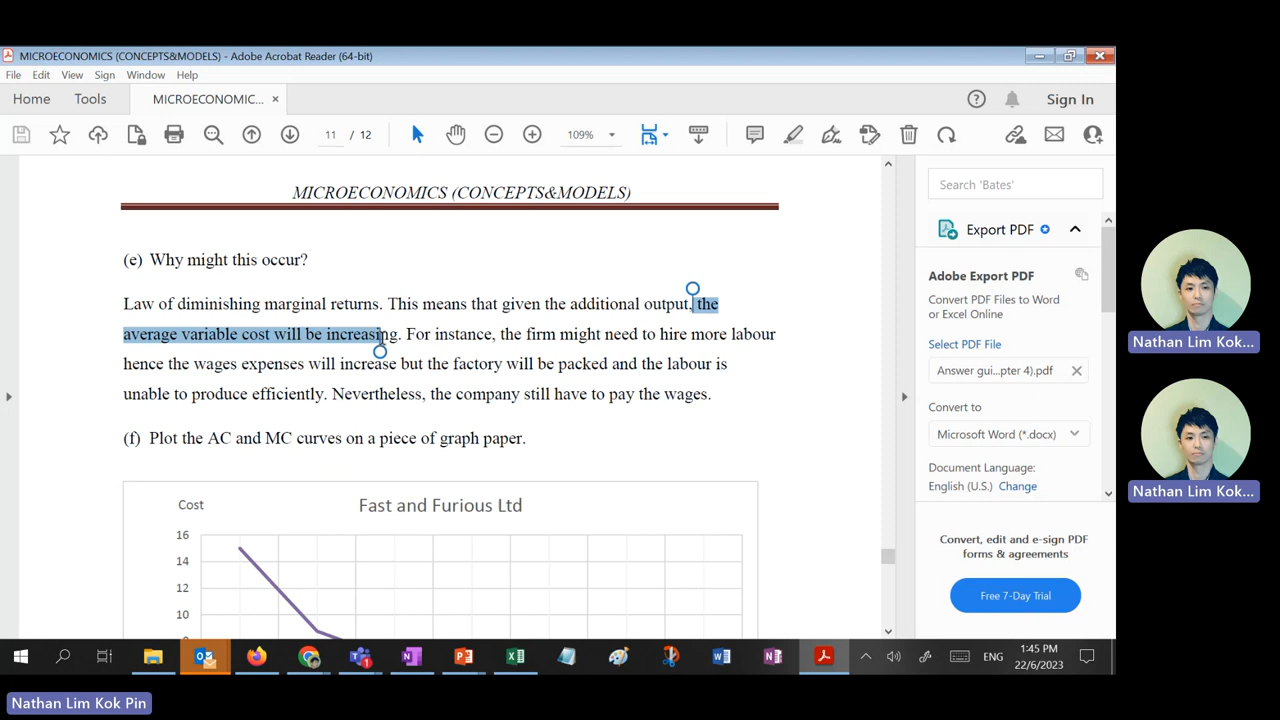 MICROECONOMICS (CONCEPTS&MODELS) - Adobe Acrobat Reader (64-bit)
File Edit View Sign Window Help
Home Tools MICROECONOMIC... × Sign In
11 / 12 109%
MICROECONOMICS (CONCEPTS&MODELS)
(e) Why might this occur?
Law of diminishing marginal returns. This means that given the additional output, the
average variable cost will be increasing. For instance, the firm might need to hire more labour
hence the wages expenses will increase but the factory will be packed and the labour is
unable to produce efficiently. Nevertheless, the company still have to pay the wages.
(f) Plot the AC and MC curves on a piece of graph paper.
Cost
Fast and Furious Ltd
16
14
12
10
Search 'Bates'
Export PDF
Adobe Export PDF
Convert PDF Files to Word
or Excel Online
Select PDF File
Answer gui...pter 4).pdf
Convert to
Microsoft Word (*.docx)
Document Language:
English (U.S.) Change
Convert, edit and e-sign PDF
forms & agreements
Free 7-Day Trial
Nathan Lim Kok...
Nathan Lim Kok...
ENG
1:45 PM
22/6/2023
Nathan Lim Kok Pin